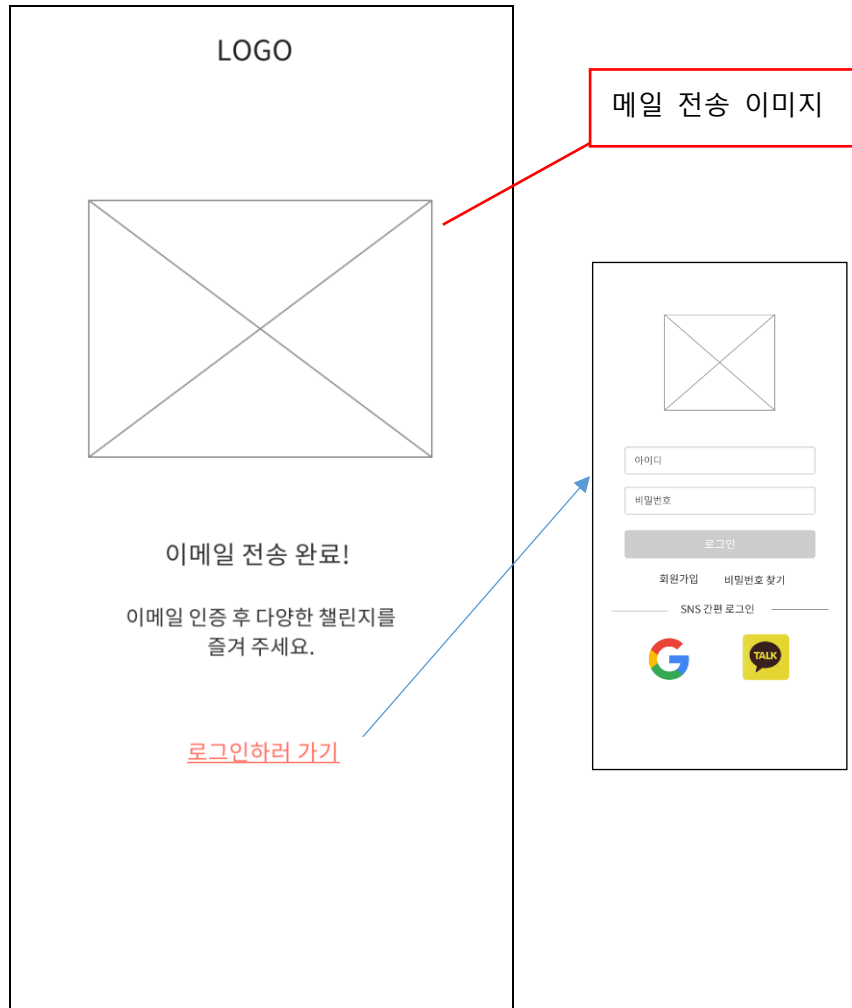 LOGO
메일 전송 이미지
이메일 전송 완료!
이메일 인증 후 다양한 챌린지를
즐겨 주세요.
로그인하러 가기
아이디
비밀번호
로그인
회원가입 비밀번호 찾기
SNS 간편 로그인
TALK